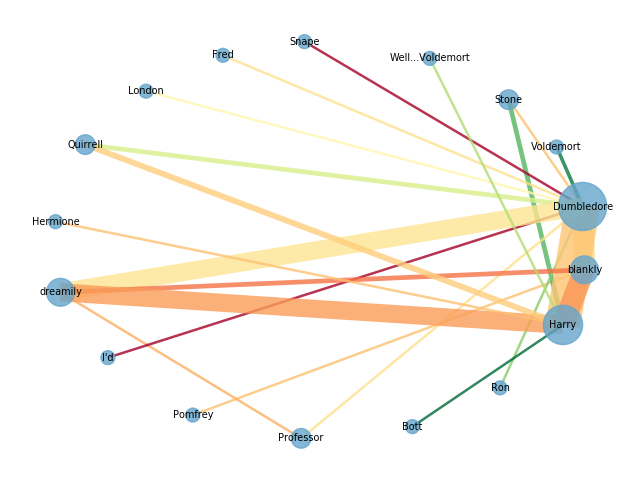 Snape
Fred
Well...Voldemort
London
Stone
Quirrell
Voldemort
Dumbledore
Hermione
blankly
dreamily
Harry
I'd
Ron
Pomfrey
Bott
Professor